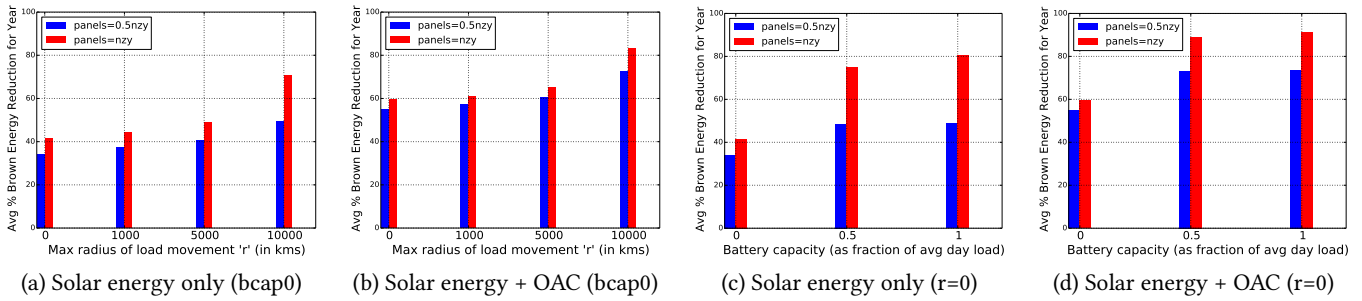 Avg % Brown Energy Reduction for Year
100
80
60
40
20
0
panels=0.5nzy
panels=nzy
0 1000 5000 10000
Max radius of load movement 'r' (in kms)
(a) Solar energy only (bcap0)
Avg % Brown Energy Reduction for Year
100
80
60
40
20
0
panels=0.5nzy
panels=nzy
0 1000 5000 10000
Max radius of load movement 'r' (in kms)
(b) Solar energy + OAC (bcap0)
Avg % Brown Energy Reduction for Year
100
80
60
40
20
0
panels=0.5nzy
panels=nzy
0 0.5 1
Battery capacity (as fraction of avg day load)
(c) Solar energy only (r=0)
Avg % Brown Energy Reduction for Year
100
80
60
40
20
0
panels=0.5nzy
panels=nzy
0 0.5 1
Battery capacity (as fraction of avg day load)
(d) Solar energy + OAC (r=0)